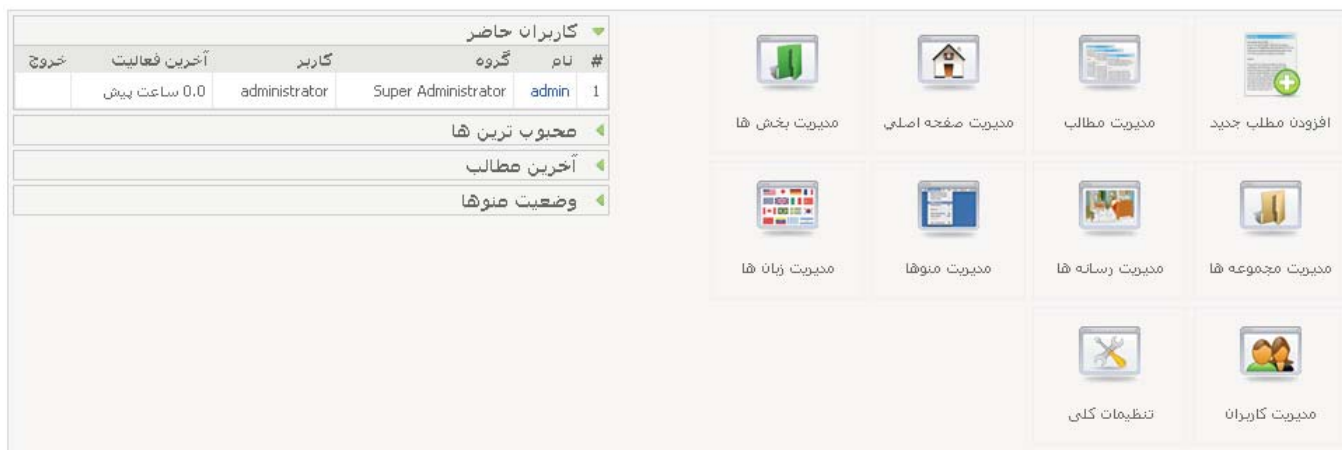 افزودن مطلب جدید
مدیریت مطالب
مدیریت صفحه اصلی
مدیریت بخش ها
مدیریت مجموعه ها
مدیریت رسانه ها
مدیریت منوها
مدیریت زبان ها
مدیریت کاربران
تنظیمات کلی
کاربران حاضر
# نام گروه کاربر آخرین فعالیت خروج
1 admin Super Administrator administrator 0.0 ساعت پیش
محبوب ترین ها
آخرین مطالب
وضعیت منوها